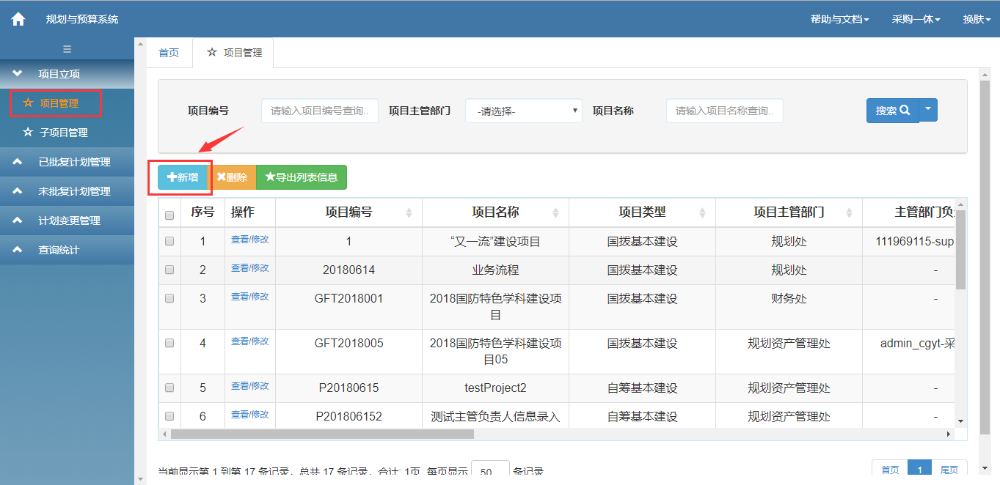 规划与预算系统
帮助与文档
采购一体
换肤
项目立项
项目管理
子项目管理
已批复计划管理
未批复计划管理
计划变更管理
查询统计
首页
项目管理
项目编号 请输入项目编号查询.. 项目主管部门 -请选择- 项目名称 请输入项目名称查询.. 搜索
新增 删除 导出列表信息
序号 操作 项目编号 项目名称 项目类型 项目主管部门 主管部门负
1 查看/修改 1 “又一流”建设项目 国拨基本建设 规划处 111969115-sup
2 查看/修改 20180614 业务流程 国拨基本建设 规划处 -
3 查看/修改 GFT2018001 2018国防特色学科建设项 国拨基本建设 财务处 -
目
4 查看/修改 GFT2018005 2018国防特色学科建设项 国拨基本建设 规划资产管理处 admin_cgyt-采
目05
5 查看/修改 P20180615 testProject2 自筹基本建设 规划资产管理处 -
6 查看/修改 P201806152 测试主管负责人信息录入 自筹基本建设 规划资产管理处 -
当前显示第 1 到第 17 条记录，总共 17 条记录，合计: 1页 每页显示 50 条记录
首页 1 尾页